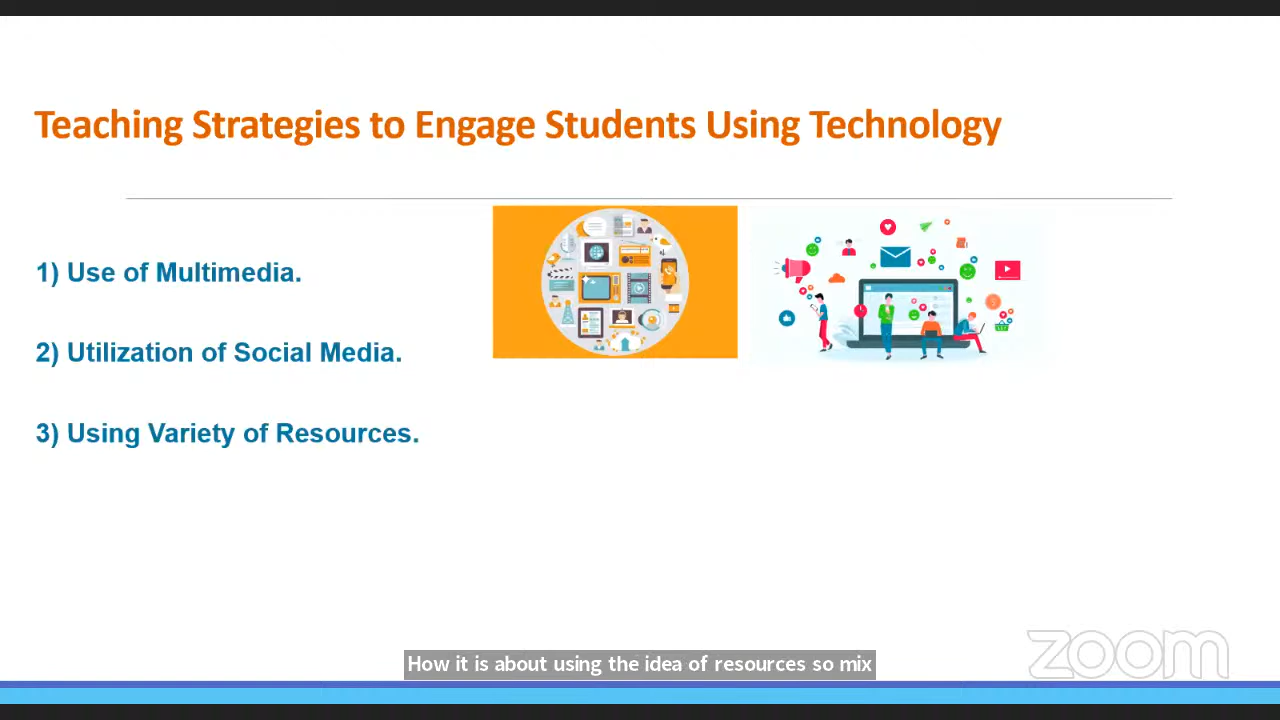 Teaching Strategies to Engage Students Using Technology
1) Use of Multimedia.
2) Utilization of Social Media.
3) Using Variety of Resources.
How it is about using the idea of resources so mix
zoom